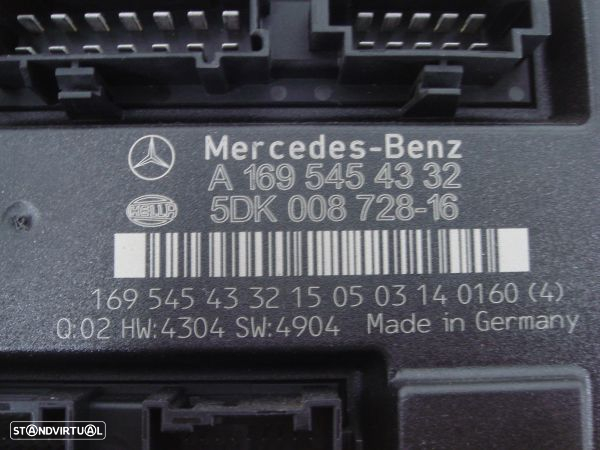 Mercedes-Benz
A 169 545 43 32
HELLA
5DK 008 728-16
169 545 43 32 15 05 03 14 0160 (4)
Q:02 HW:4304 SW:4904 Made in Germany
STANDVIRTUAL